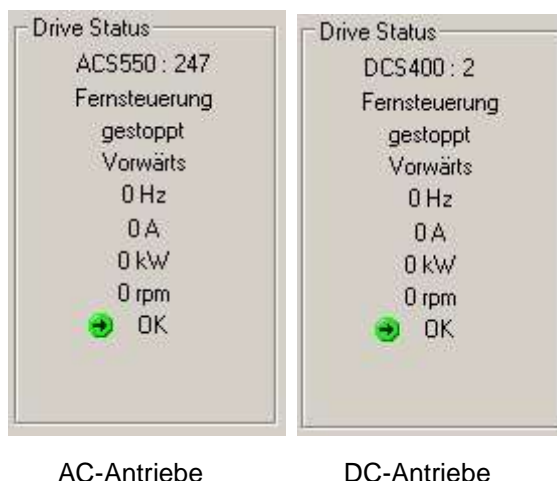 Drive Status
ACS550 : 247
Fernsteuerung
gestoppt
Vorwärts
0 Hz
0 A
0 kW
0 rpm
OK
AC-Antriebe
Drive Status
DCS400 : 2
Fernsteuerung
gestoppt
Vorwärts
0 Hz
0 A
0 kW
0 rpm
OK
DC-Antriebe